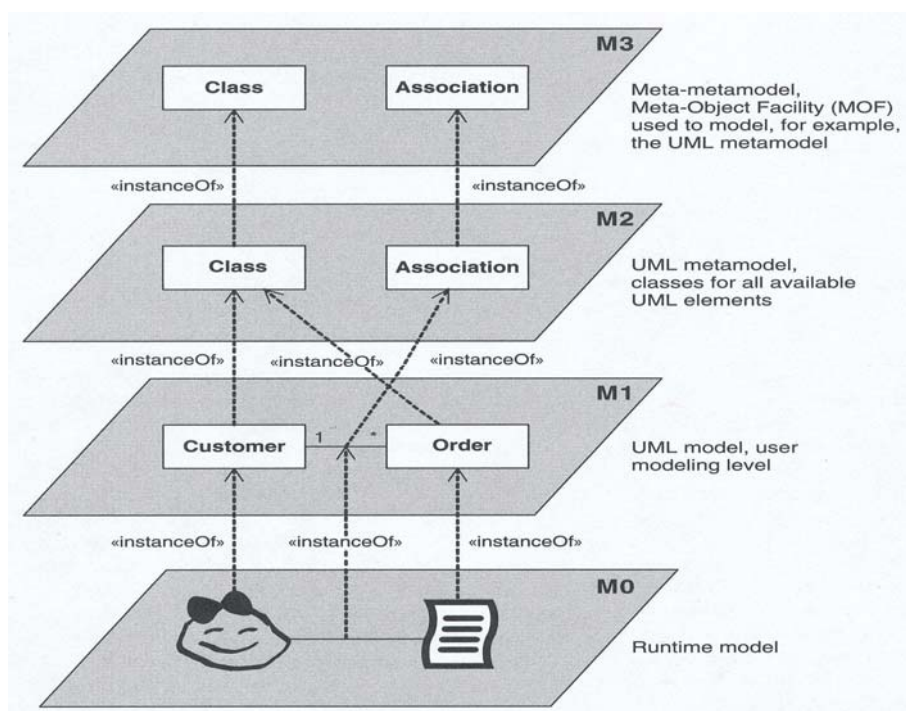 M3
Class
Association
Meta-metamodel,
Meta-Object Facility (MOF)
used to model, for example,
the UML metamodel
«instanceOf»
«instanceOf»
M2
Class
Association
UML metamodel,
classes for all available
UML elements
«instanceOf»
«instanceOf»
«instanceOf»
M1
Customer
1
*
Order
UML model, user
modeling level
«instanceOf»
«instanceOf»
«instanceOf»
M0
Runtime model